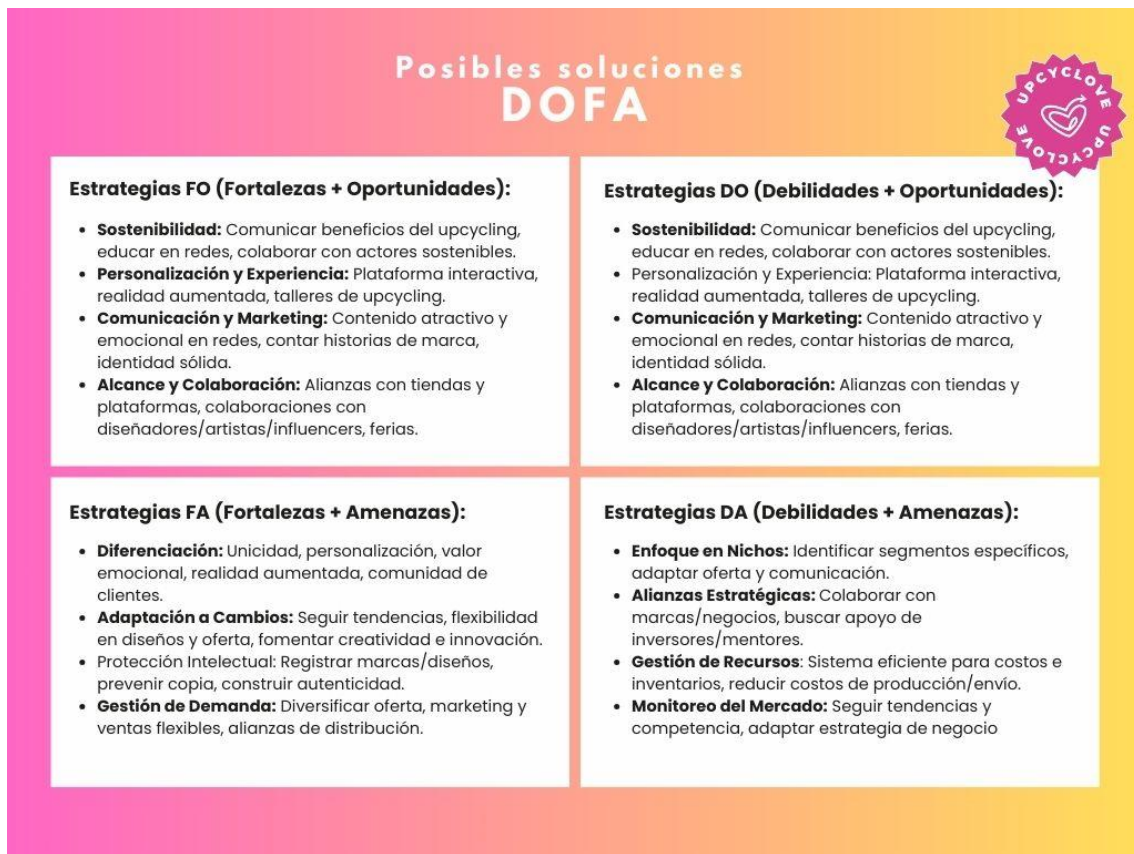 Posibles soluciones
DOFA
UPCYCLOVE UPCYCLOVE
Estrategias FO (Fortalezas + Oportunidades):
• Sostenibilidad: Comunicar beneficios del upcycling,
educar en redes, colaborar con actores sostenibles.
• Personalización y Experiencia: Plataforma interactiva,
realidad aumentada, talleres de upcycling.
• Comunicación y Marketing: Contenido atractivo y
emocional en redes, contar historias de marca,
identidad sólida.
• Alcance y Colaboración: Alianzas con tiendas y
plataformas, colaboraciones con
diseñadores/artistas/influencers, ferias.
Estrategias DO (Debilidades + Oportunidades):
• Sostenibilidad: Comunicar beneficios del upcycling,
educar en redes, colaborar con actores sostenibles.
• Personalización y Experiencia: Plataforma interactiva,
realidad aumentada, talleres de upcycling.
• Comunicación y Marketing: Contenido atractivo y
emocional en redes, contar historias de marca,
identidad sólida.
• Alcance y Colaboración: Alianzas con tiendas y
plataformas, colaboraciones con
diseñadores/artistas/influencers, ferias.
Estrategias FA (Fortalezas + Amenazas):
• Diferenciación: Unicidad, personalización, valor
emocional, realidad aumentada, comunidad de
clientes.
• Adaptación a Cambios: Seguir tendencias, flexibilidad
en diseños y oferta, fomentar creatividad e innovación.
• Protección Intelectual: Registrar marcas/diseños,
prevenir copia, construir autenticidad.
• Gestión de Demanda: Diversificar oferta, marketing y
ventas flexibles, alianzas de distribución.
Estrategias DA (Debilidades + Amenazas):
• Enfoque en Nichos: Identificar segmentos específicos,
adaptar oferta y comunicación.
• Alianzas Estratégicas: Colaborar con
marcas/negocios, buscar apoyo de
inversores/mentores.
• Gestión de Recursos: Sistema eficiente para costos e
inventarios, reducir costos de producción/envío.
• Monitoreo del Mercado: Seguir tendencias y
competencia, adaptar estrategia de negocio